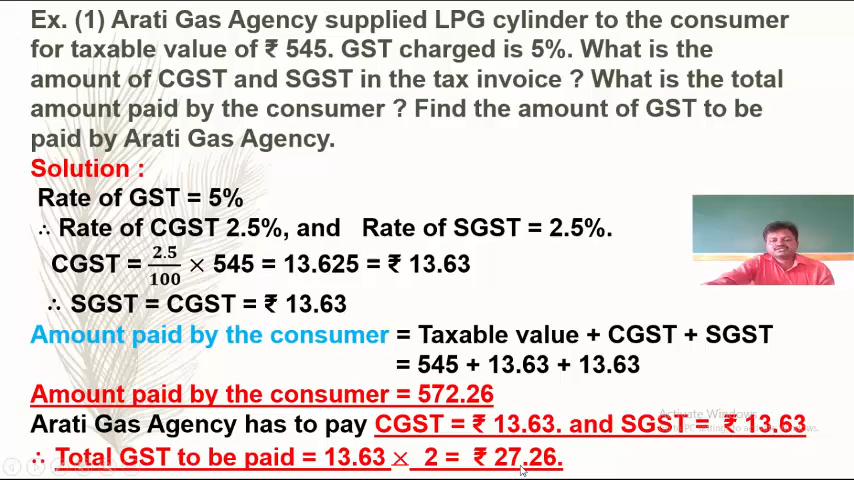 Ex. (1) Arati Gas Agency supplied LPG cylinder to the consumer
for taxable value of ₹ 545. GST charged is 5%. What is the
amount of CGST and SGST in the tax invoice ? What is the total
amount paid by the consumer ? Find the amount of GST to be
paid by Arati Gas Agency.
Solution :
Rate of GST = 5%
∴ Rate of CGST 2.5%, and Rate of SGST = 2.5%.
CGST = 2.5/100 × 545 = 13.625 = ₹ 13.63
∴ SGST = CGST = ₹ 13.63
Amount paid by the consumer = Taxable value + CGST + SGST
= 545 + 13.63 + 13.63
Amount paid by the consumer = 572.26
Activate Windows
Arati Gas Agency has to pay CGST = ₹ 13.63. and SGST = ₹ 13.63
∴ Total GST to be paid = 13.63 × 2 = ₹ 27.26.